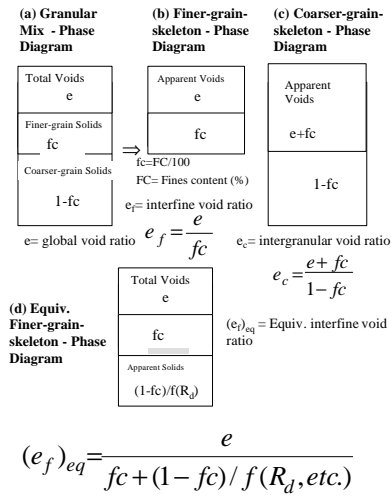 (a) Granular
Mix - Phase
Diagram
Total Voids
e
Finer-grain Solids
fc
Coarser-grain Solids
1-fc
e= global void ratio
⇒
(b) Finer-grain-
skeleton - Phase
Diagram
Apparent Voids
e
fc
fc=FC/100
FC= Fines content (%)
e_f= interfine void ratio
e_f = e/fc
(c) Coarser-grain-
skeleton - Phase
Diagram
Apparent
Voids
e+fc
1-fc
e_c= intergranular void ratio
e_c = (e+ fc)/(1− fc)
(d) Equiv.
Finer-grain-
skeleton - Phase
Diagram
Total Voids
e
fc
Apparent Solids
(1-fc)/f(R_d)
(e_f)_eq = Equiv. interfine void
ratio
(e_f)_eq = e/(fc+(1−fc)/ f(R_d,etc.))